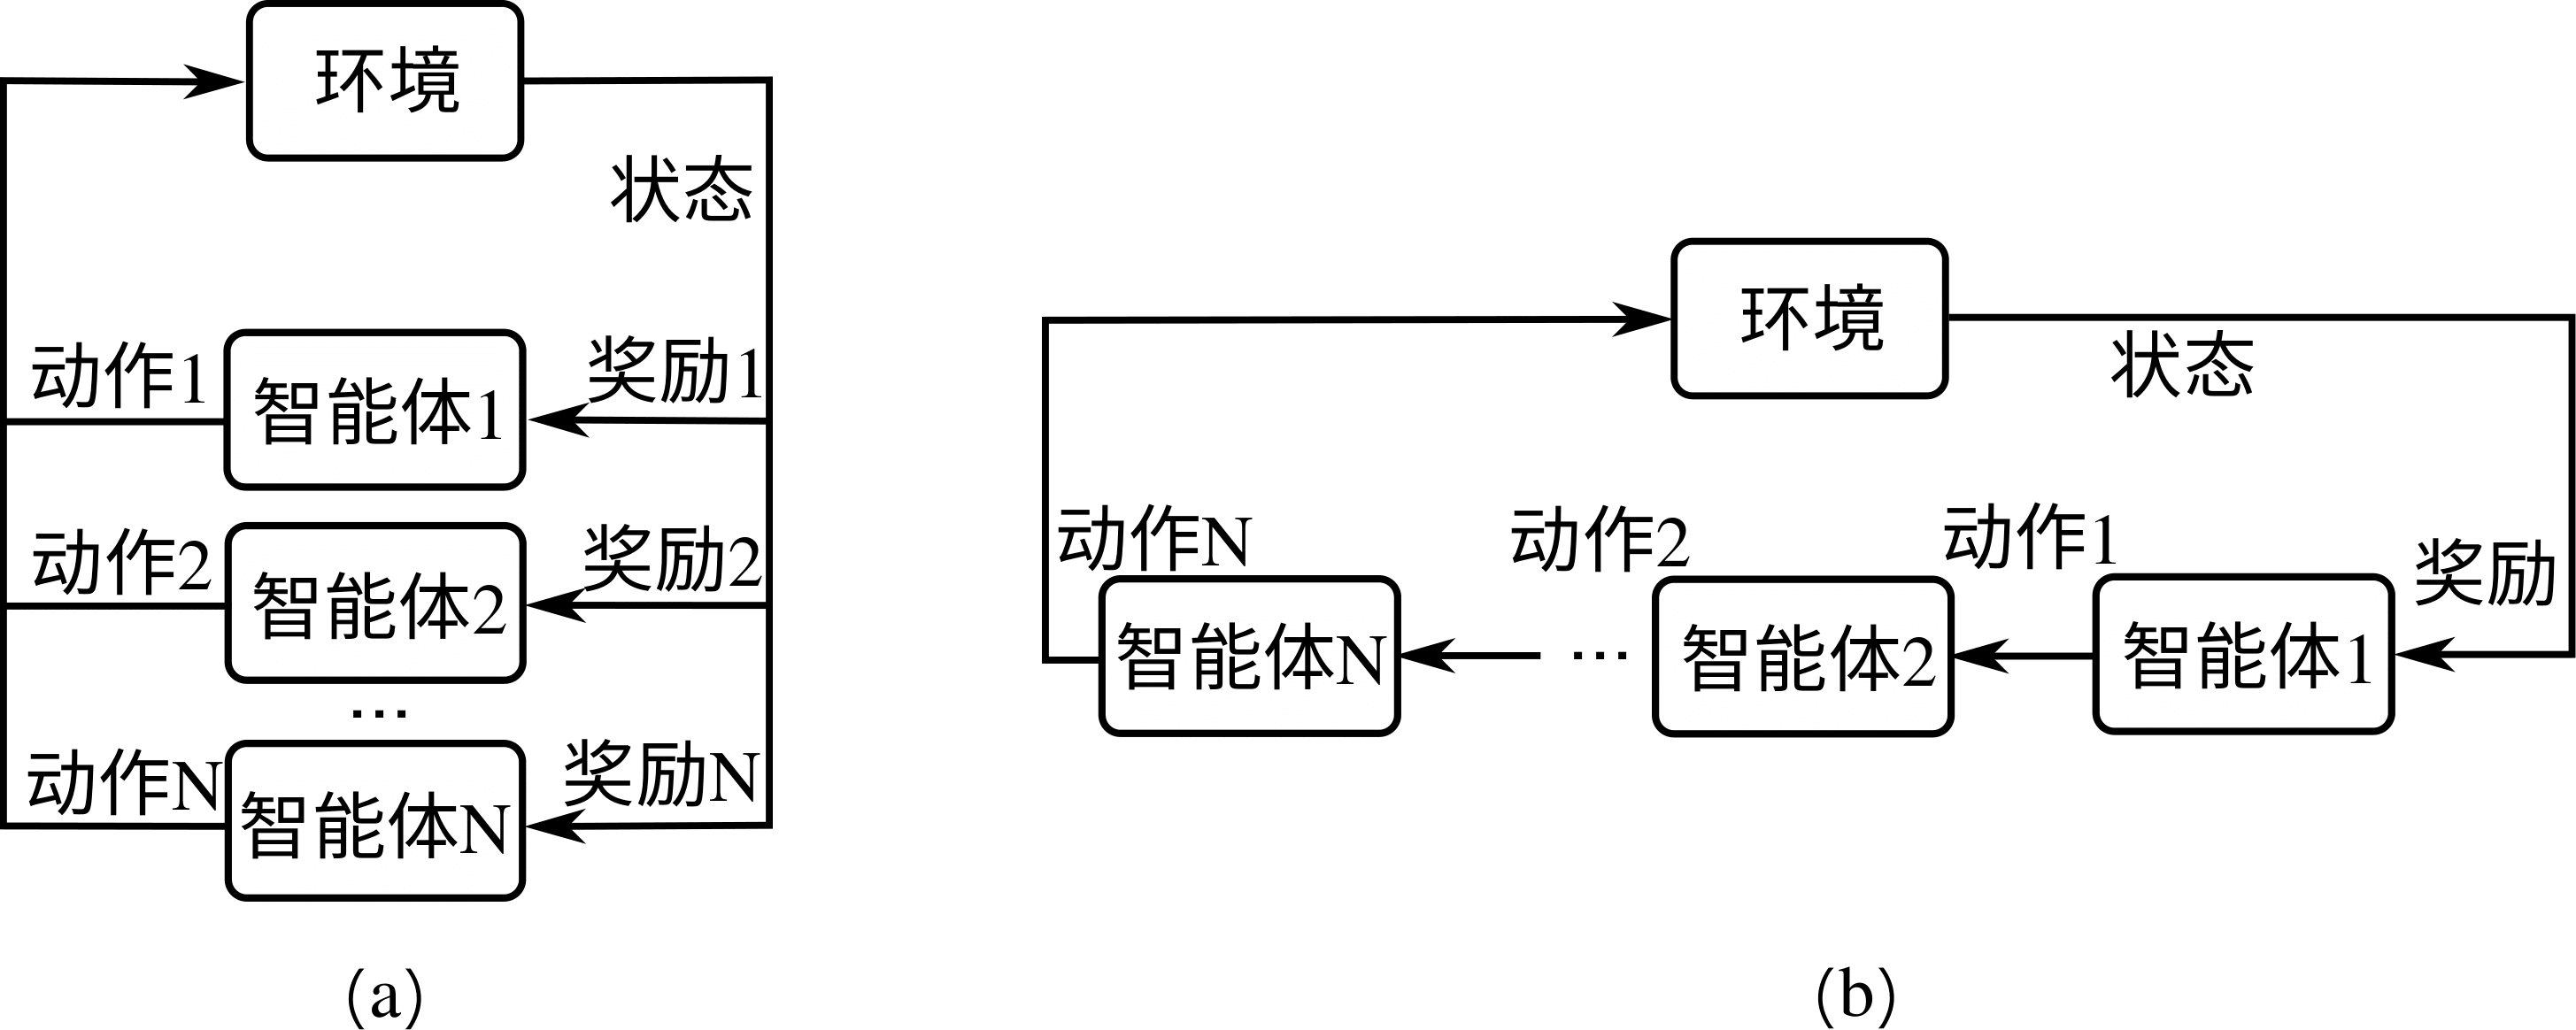 环境
状态
动作1
智能体1
奖励1
动作2
智能体2
奖励2
...
动作N
智能体N
奖励N
(a)
环境
状态
动作N
动作2
动作1
奖励
智能体N
...
智能体2
智能体1
(b)